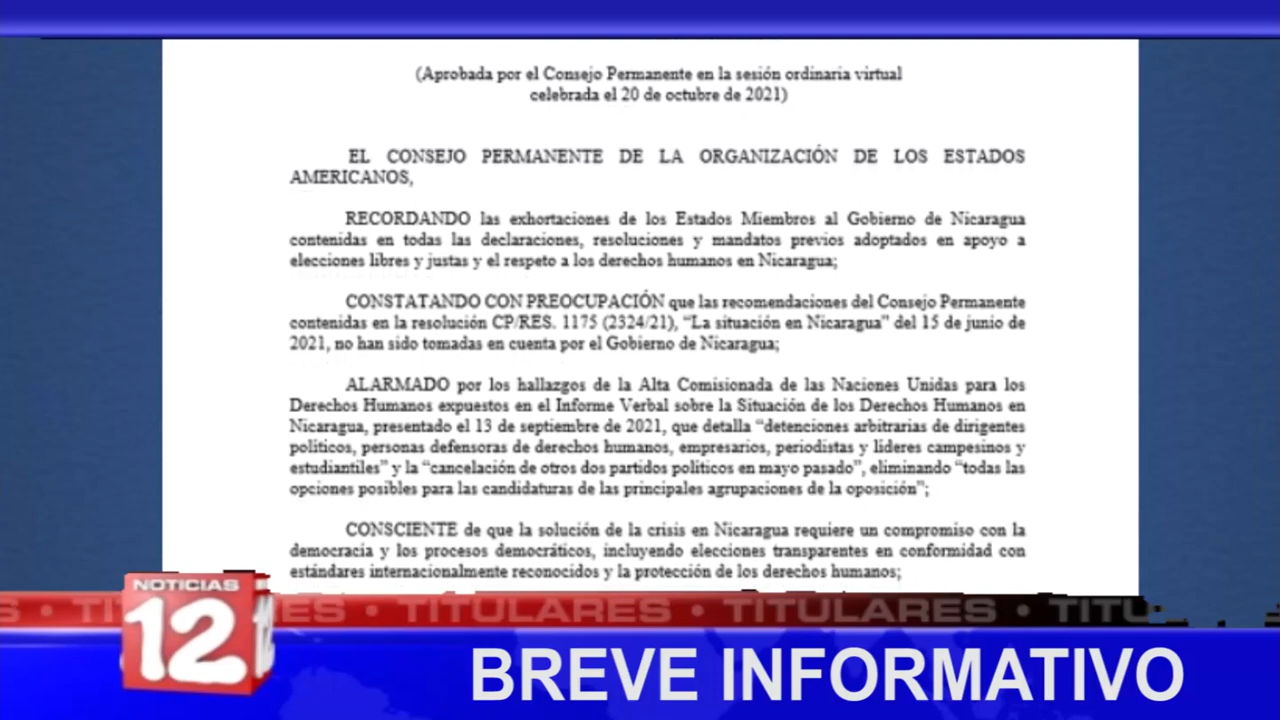 (Aprobada por el Consejo Permanente en la sesión ordinaria virtual
celebrada el 20 de octubre de 2021)
EL CONSEJO PERMANENTE DE LA ORGANIZACIÓN DE LOS ESTADOS
AMERICANOS,
RECORDANDO las exhortaciones de los Estados Miembros al Gobierno de Nicaragua
contenidas en todas las declaraciones, resoluciones y mandatos previos adoptados en apoyo a
elecciones libres y justas y el respeto a los derechos humanos en Nicaragua;
CONSTATANDO CON PREOCUPACIÓN que las recomendaciones del Consejo Permanente
contenidas en la resolución CP/RES. 1175 (2324/21), “La situación en Nicaragua” del 15 de junio de
2021, no han sido tomadas en cuenta por el Gobierno de Nicaragua;
ALARMADO por los hallazgos de la Alta Comisionada de las Naciones Unidas para los
Derechos Humanos expuestos en el Informe Verbal sobre la Situación de los Derechos Humanos en
Nicaragua, presentado el 13 de septiembre de 2021, que detalla “detenciones arbitrarias de dirigentes
políticos, personas defensoras de derechos humanos, empresarios, periodistas y líderes campesinos y
estudiantiles” y la “cancelación de otros dos partidos políticos en mayo pasado”, eliminando “todas las
opciones posibles para las candidaturas de las principales agrupaciones de la oposición”;
CONSCIENTE de que la solución de la crisis en Nicaragua requiere un compromiso con la
democracia y los procesos democráticos, incluyendo elecciones transparentes en conformidad con
estándares internacionalmente reconocidos y la protección de los derechos humanos;
S • TIT NES • TITULARES • TITULARES • TITU
NOTICIAS
12
BREVE INFORMATIVO